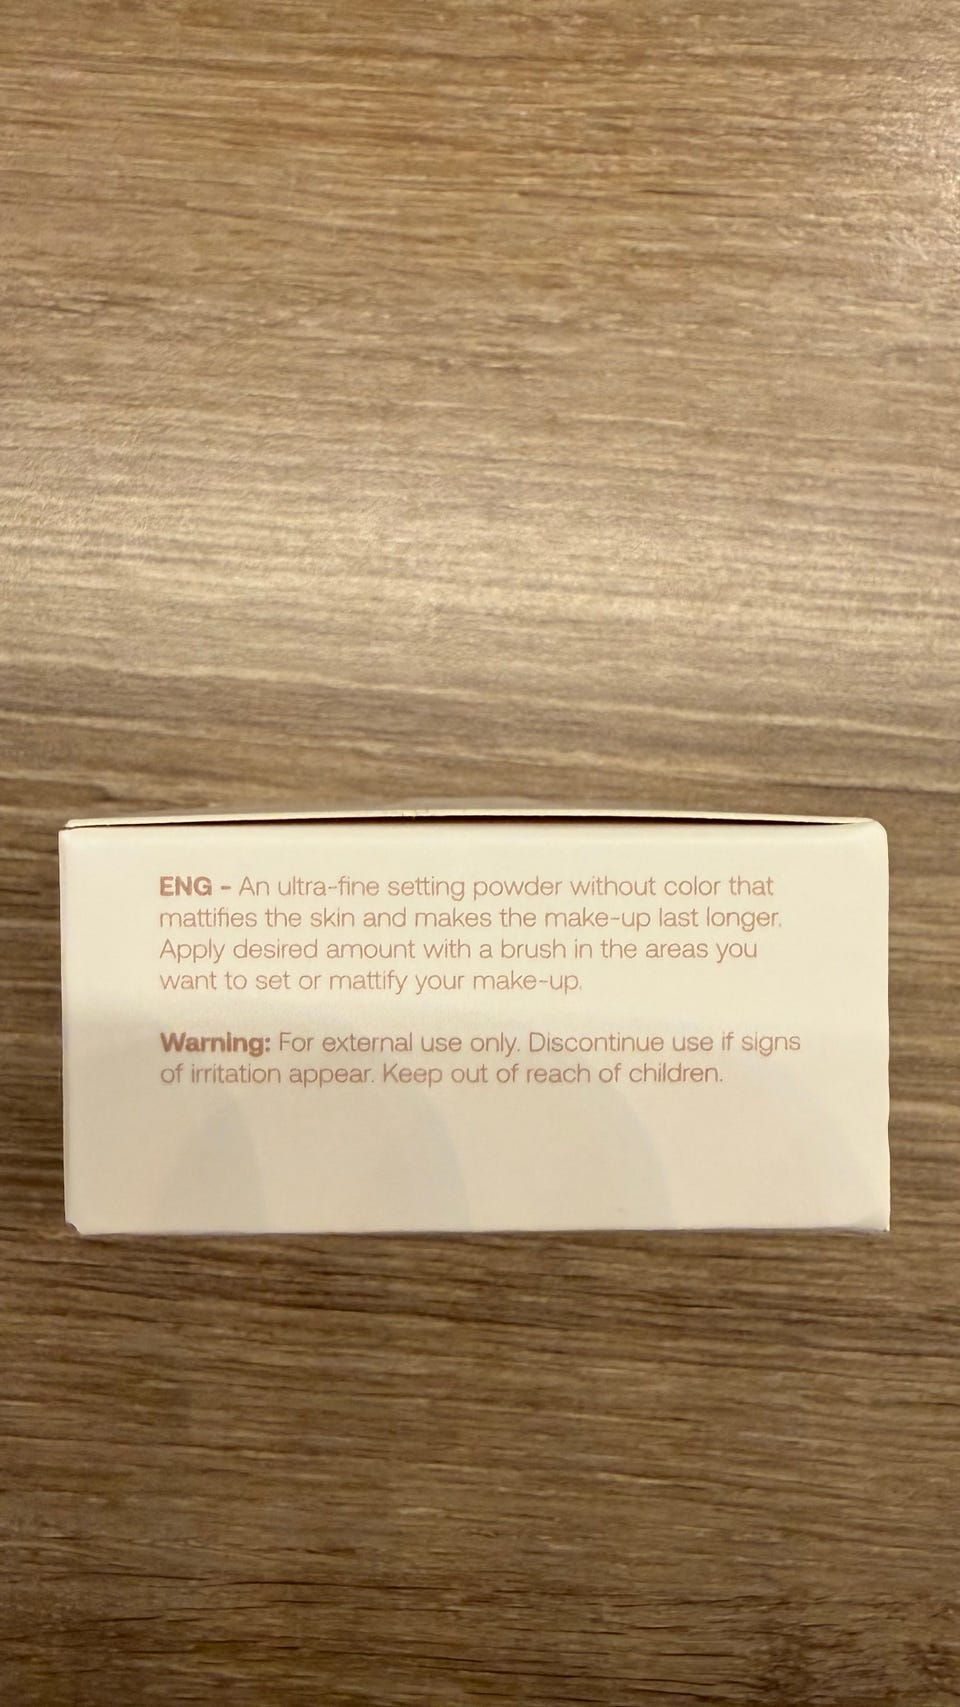 ENG - An ultra-fine setting powder without color that
mattifies the skin and makes the make-up last longer.
Apply desired amount with a brush in the areas you
want to set or mattify your make-up.
Warning: For external use only. Discontinue use if signs
of irritation appear. Keep out of reach of children.